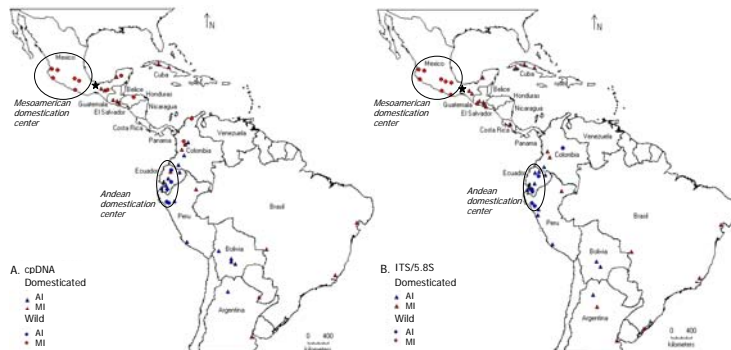 N
Mexico
Cuba
Belice
Honduras
Guatemala
Nicaragua
El Salvador
Costa Rica
Panama
Venezuela
Colombia
Ecuador
Brasil
Peru
Bolivia
Argentina
Mesoamerican
domestication
center
Andean
domestication
center
A. cpDNA
Domesticated
AI
MI
Wild
AI
MI
0 400
kilometers
N
Mexico
Cuba
Belice
Honduras
Guatemala
Nicaragua
El Salvador
Costa Rica
Panama
Venezuela
Colombia
Ecuador
Brasil
Peru
Bolivia
Argentina
Mesoamerican
domestication
center
Andean
domestication
center
B. ITS/5.8S
Domesticated
AI
MI
Wild
AI
MI
0 400
kilometers